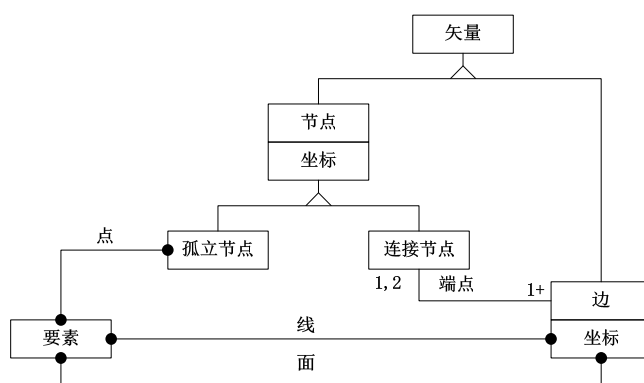 矢量
节点
坐标
点
孤立节点
连接节点
1,2
端点
1+
边
要素
线
坐标
面